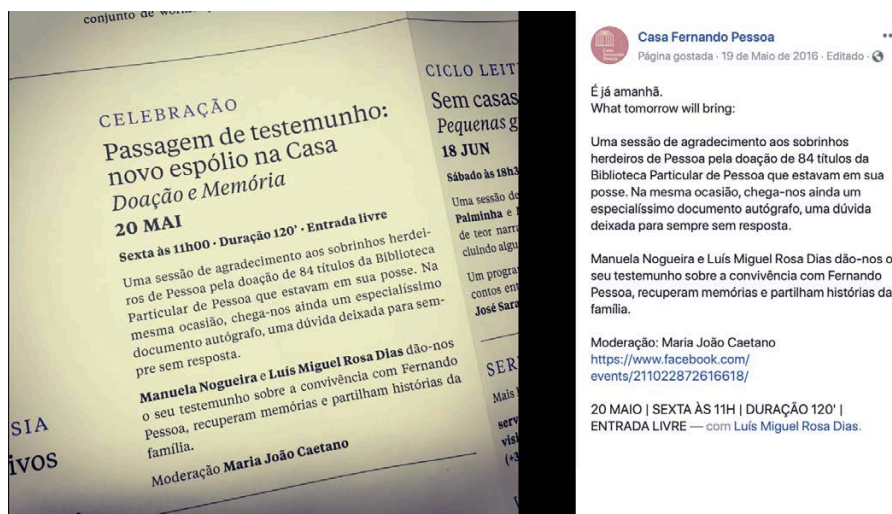 conjunto de
CELEBRAÇÃO
Passagem de testemunho:
novo espólio na Casa
Doação e Memória
20 MAI
Sexta às 11h00 · Duração 120' · Entrada livre
Uma sessão de agradecimento aos sobrinhos herdei-
ros de Pessoa pela doação de 84 títulos da Biblioteca
Particular de Pessoa que estavam em sua posse. Na
mesma ocasião, chega-nos ainda um especialíssimo
documento autógrafo, uma dúvida deixada para sem-
pre sem resposta.
Manuela Nogueira e Luís Miguel Rosa Dias dão-nos
o seu testemunho sobre a convivência com Fernando
Pessoa, recuperam memórias e partilham histórias da
família.
Moderação Maria João Caetano
SIA
ivos
CICLO LEIT
Sem casas
Pequenas g
18 JUN
Sábado às 18h3
Uma sessão de
Palminha e
de teor narra
cluindo algu
Um progra
contos ent
José Sara
SER
Mais
serv
visi
(+3
Casa Fernando Pessoa
Página gostada · 19 de Maio de 2016 · Editado ·
É já amanhã.
What tomorrow will bring:
Uma sessão de agradecimento aos sobrinhos
herdeiros de Pessoa pela doação de 84 títulos da
Biblioteca Particular de Pessoa que estavam em sua
posse. Na mesma ocasião, chega-nos ainda um
especialíssimo documento autógrafo, uma dúvida
deixada para sempre sem resposta.
Manuela Nogueira e Luís Miguel Rosa Dias dão-nos o
seu testemunho sobre a convivência com Fernando
Pessoa, recuperam memórias e partilham histórias da
família.
Moderação: Maria João Caetano
https://www.facebook.com/
events/211022872616618/
20 MAIO | SEXTA ÀS 11H | DURAÇÃO 120' |
ENTRADA LIVRE — com Luís Miguel Rosa Dias.